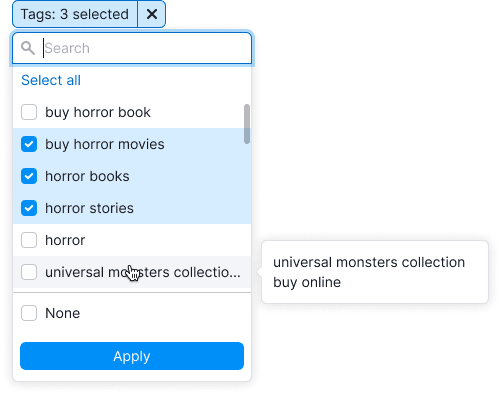 Tags: 3 selected
Search
Select all
buy horror book
buy horror movies
horror books
horror stories
horror
universal monsters collectio...
universal monsters collection
buy online
None
Apply